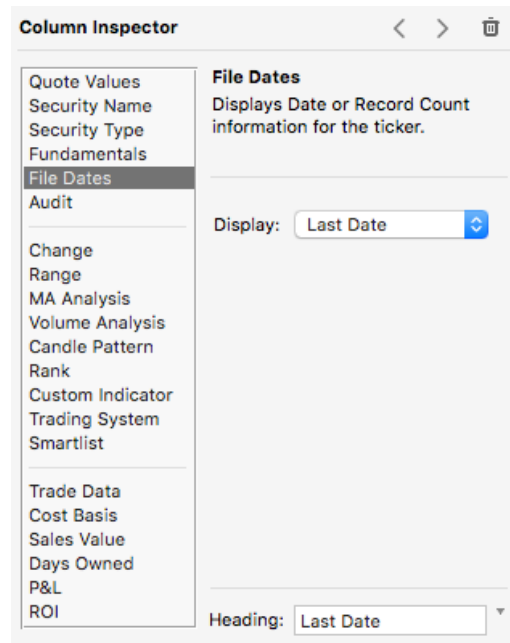 Column Inspector
Quote Values
Security Name
Security Type
Fundamentals
File Dates
Audit
Change
Range
MA Analysis
Volume Analysis
Candle Pattern
Rank
Custom Indicator
Trading System
Smartlist
Trade Data
Cost Basis
Sales Value
Days Owned
P&L
ROI
File Dates
Displays Date or Record Count
information for the ticker.
Display: Last Date
Heading: Last Date